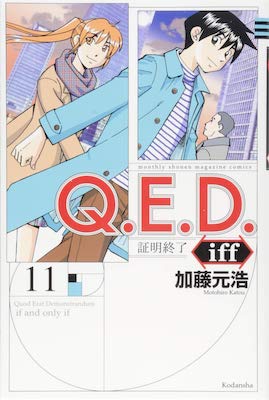 monthly shonen magazine comics
Q.E.D.
証明終了
iff
11
加藤元浩
Motohiro Katou
Quod Erat Demonstrandum
if and only if
Kodansha